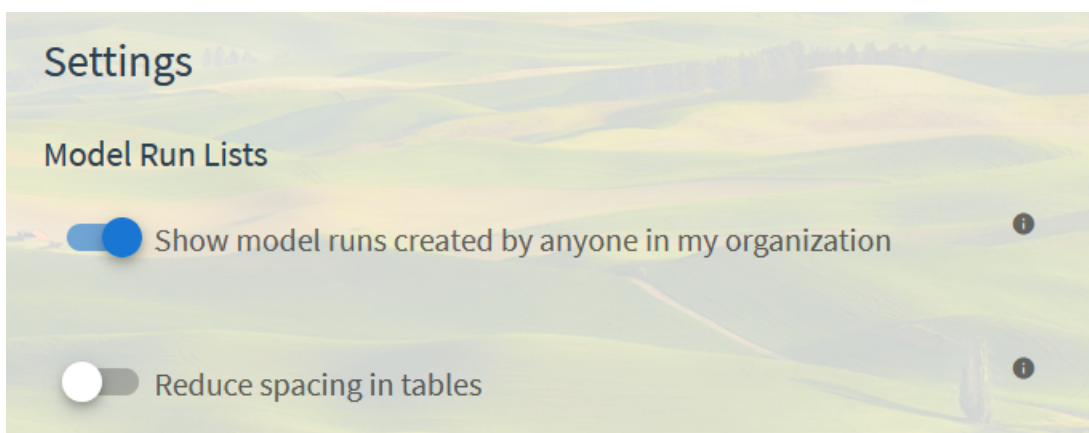 Settings
Model Run Lists
Show model runs created by anyone in my organization
Reduce spacing in tables